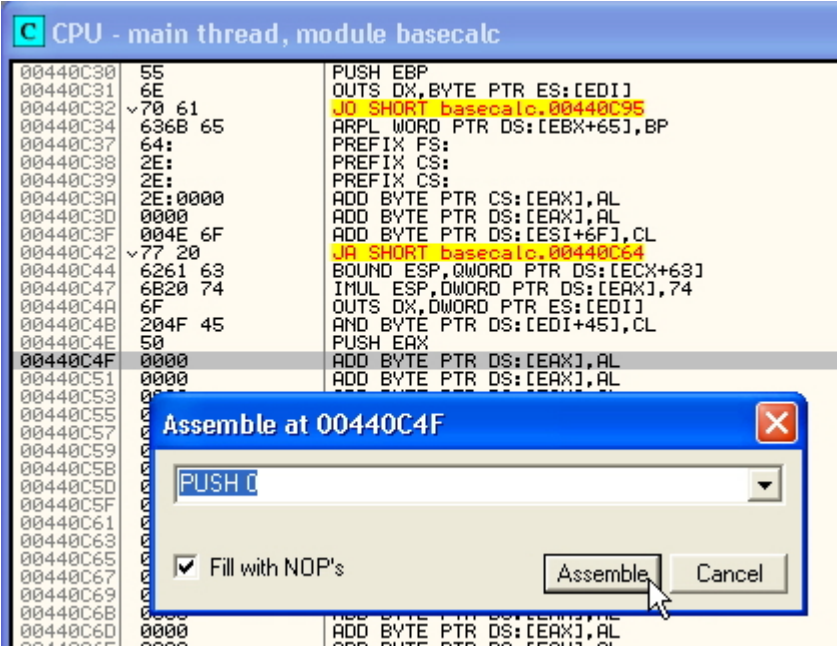 C CPU - main thread, module basecalc
00440C30 55 PUSH EBP
00440C31 6E OUTS DX,BYTE PTR ES:[EDI]
00440C32 70 61 JO SHORT basecalc.00440C95
00440C34 636B 65 ARPL WORD PTR DS:[EBX+65],BP
00440C37 64: PREFIX FS:
00440C38 2E: PREFIX CS:
00440C39 2E: PREFIX CS:
00440C3A 2E:0000 ADD BYTE PTR CS:[EAX],AL
00440C3D 0000 ADD BYTE PTR DS:[EAX],AL
00440C3F 004E 6F ADD BYTE PTR DS:[ESI+6F],CL
00440C42 77 20 JA SHORT basecalc.00440C64
00440C44 6261 63 BOUND ESP,QWORD PTR DS:[ECX+63]
00440C47 6B20 74 IMUL ESP,DWORD PTR DS:[EAX],74
00440C4A 6F OUTS DX,DWORD PTR ES:[EDI]
00440C4B 204F 45 AND BYTE PTR DS:[EDI+45],CL
00440C4E 50 PUSH EAX
00440C4F 0000 ADD BYTE PTR DS:[EAX],AL
00440C51 0000 ADD BYTE PTR DS:[EAX],AL
00440C53
00440C55
00440C57
00440C59
00440C5B
00440C5D
00440C5F
00440C61
00440C63
00440C65
00440C67
00440C69
00440C6B
00440C6D 0000 ADD BYTE PTR DS:[EAX],AL
Assemble at 00440C4F
PUSH 0
Fill with NOP's
Assemble
Cancel